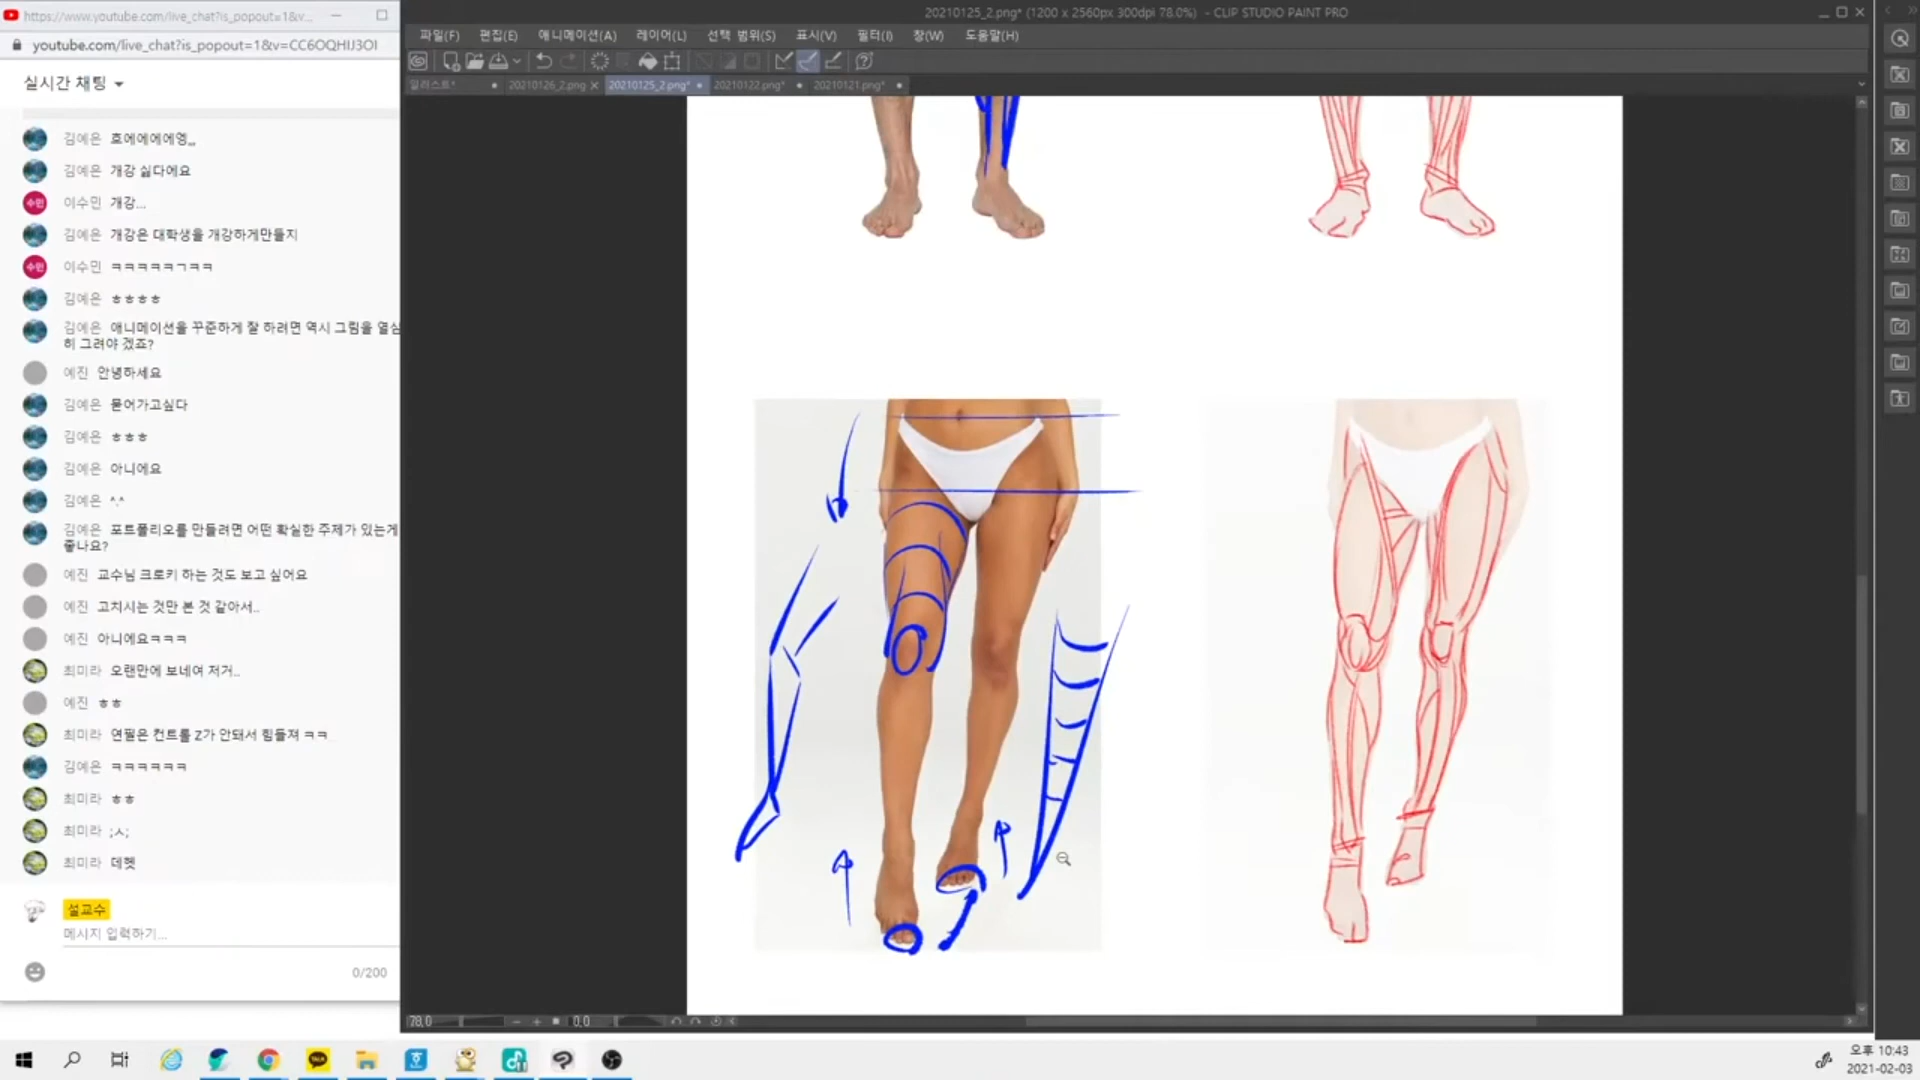 https://www.youtube.com/live_chat?is_popout=1&v...
youtube.com/live_chat?is_popout=1&v=CC6OQHIJ3OI
실시간 채팅
김예은 호에에에에엥,,,
김예은 개강 싫다에요
수민 이수민 개강...
김예은 개강은 대학생을 개강하게만들지
수민 이수민 ㅋㅋㅋㅋㅋㄱㅋㅋ
김예은 ㅎㅎㅎㅎ
김예은 애니메이션을 꾸준하게 잘 하려면 역시 그림을 열심
히 그려야 겠죠?
예진 안녕하세요
김예은 묻어가고싶다
김예은 ㅎㅎㅎ
김예은 아니에요
김예은 ^.^
김예은 포트폴리오를 만들려면 어떤 확실한 주제가 있는게
좋나요?
예진 교수님 크로키 하는 것도 보고 싶어요
예진 고치시는 것만 본 것 같아서..
예진 아니에요ㅋㅋㅋ
최미라 오랜만에 보네여 저거..
예진 ㅎㅎ
최미라 연필은 컨트롤 Z가 안돼서 힘들져 ㅋㅋ
김예은 ㅋㅋㅋㅋㅋㅋ
최미라 ㅎㅎ
최미라 ;ㅅ;
최미라 데헷
설교수
메시지 입력하기...
0/200
20210125_2.png* (1200 x 2560px 300dpi 78.0%) - CLIP STUDIO PAINT PRO
파일(F) 편집(E) 애니메이션(A) 레이어(L) 선택 범위(S) 표시(V) 필터(I) 창(W) 도움말(H)
일러스트* 20210126_2.png 20210125_2.png* 20210122.png* 20210121.png*
78.0 0.0
TALK
오후 10:43
2021-02-03